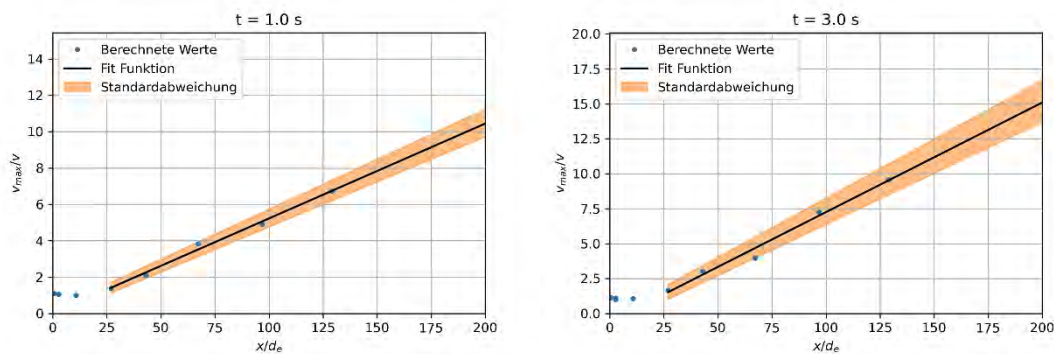 t = 1.0 s
Berechnete Werte
Fit Funktion
Standardabweichung
14
12
10
8
6
4
2
0
v_max/v
0 25 50 75 100 125 150 175 200
x/d_e
t = 3.0 s
Berechnete Werte
Fit Funktion
Standardabweichung
20.0
17.5
15.0
12.5
10.0
7.5
5.0
2.5
0.0
v_max/v
0 25 50 75 100 125 150 175 200
x/d_e